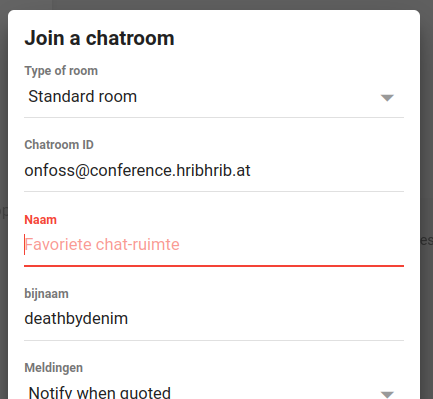 Join a chatroom
Type of room
Standard room
Chatroom ID
onfoss@conference.hribhrib.at
Naam
Favoriete chat-ruimte
es
bijnaam
deathbydenim
Meldingen
Notify when quoted